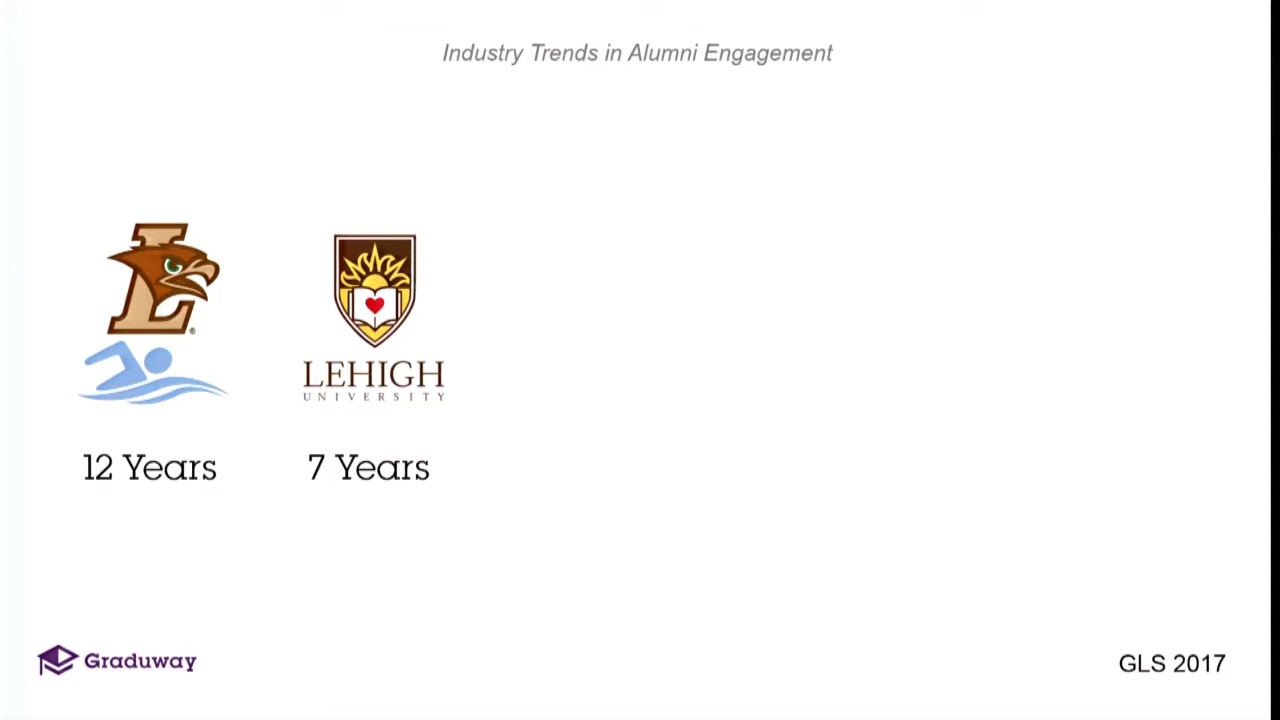 Industry Trends in Alumni Engagement
L
LEHIGH
UNIVERSITY
12 Years
7 Years
Graduway
GLS 2017